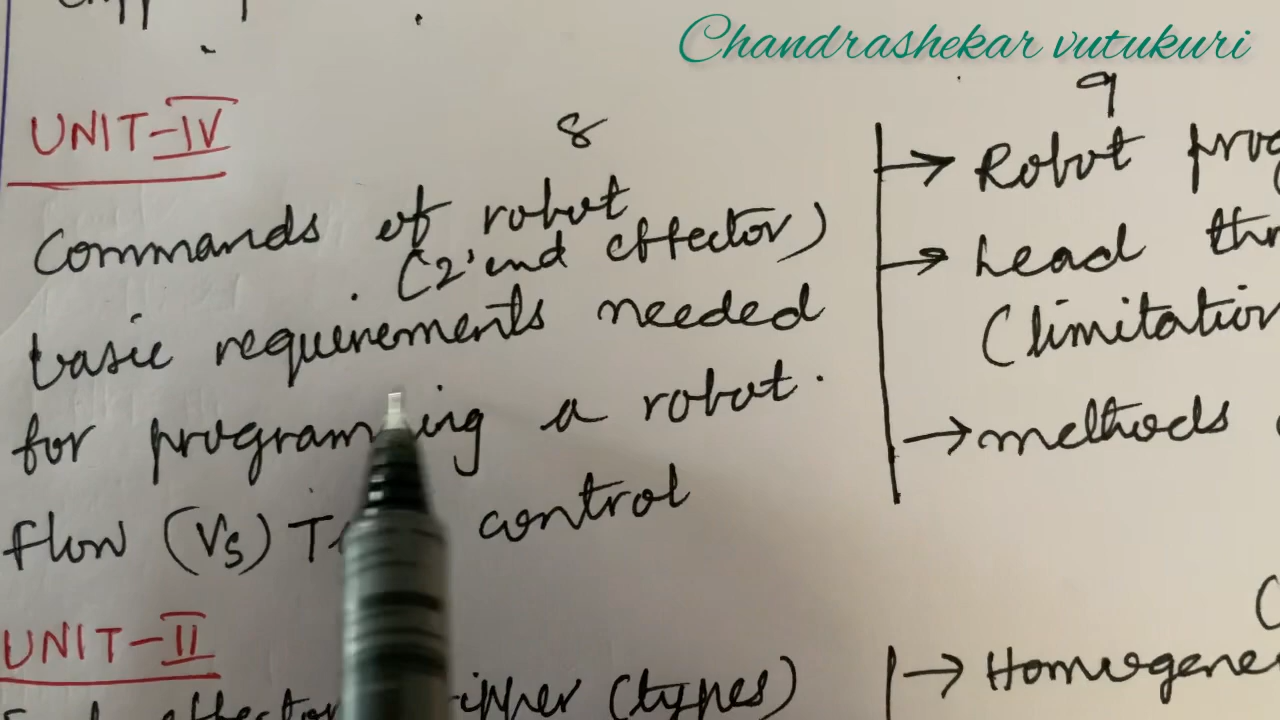 Chandrashekar vutukuri
UNIT-IV
8
Commands of robot
(2' end effector)
basic requirements needed
for programming a robot.
flow (Vs) control
9
→ Robot
→ Lead
(limitation
→ methods
UNIT-II
(types)
→